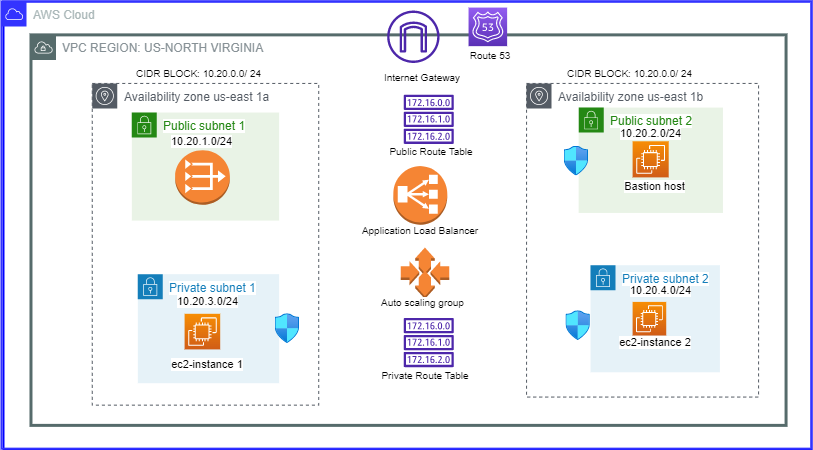 AWS Cloud
VPC REGION: US-NORTH VIRGINIA
53
Route 53
Internet Gateway
CIDR BLOCK: 10.20.0.0/ 24
CIDR BLOCK: 10.20.0.0/ 24
Availability zone us-east 1a
Availability zone us-east 1b
172.16.0.0
172.16.1.0
172.16.2.0
Public Route Table
Public subnet 1
10.20.1.0/24
Public subnet 2
10.20.2.0/24
Bastion host
Application Load Balancer
Private subnet 1
10.20.3.0/24
ec2-instance 1
Auto scaling group
172.16.0.0
172.16.1.0
172.16.2.0
Private Route Table
Private subnet 2
10.20.4.0/24
ec2-instance 2